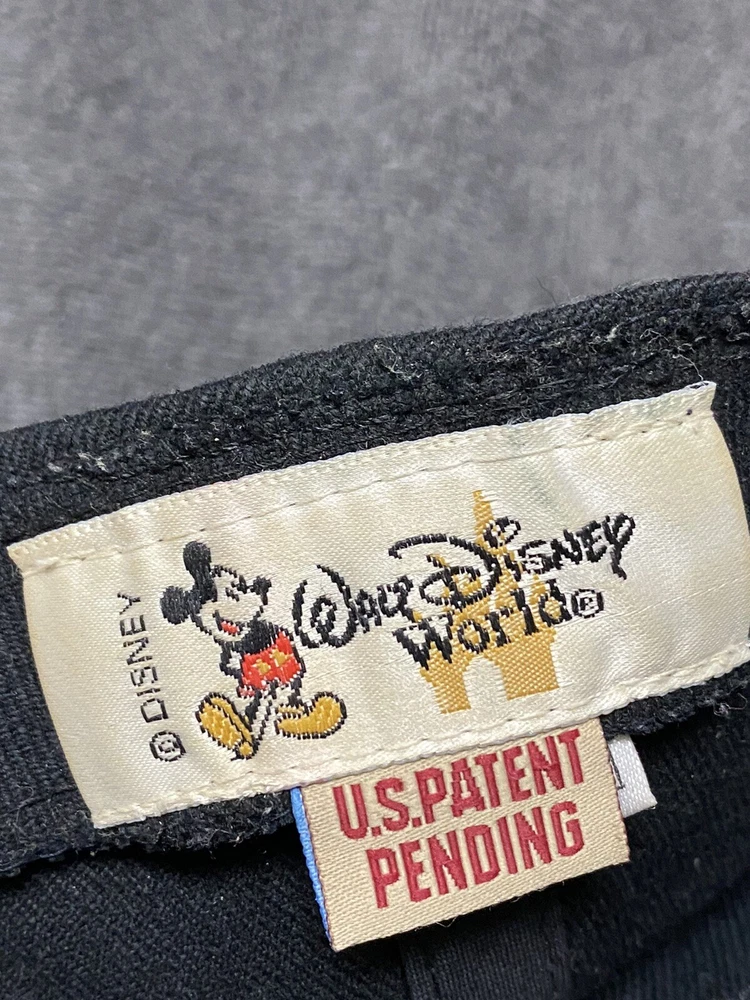 © DISNEY
Walt Disney
World®
U.S.PATENT
PENDING